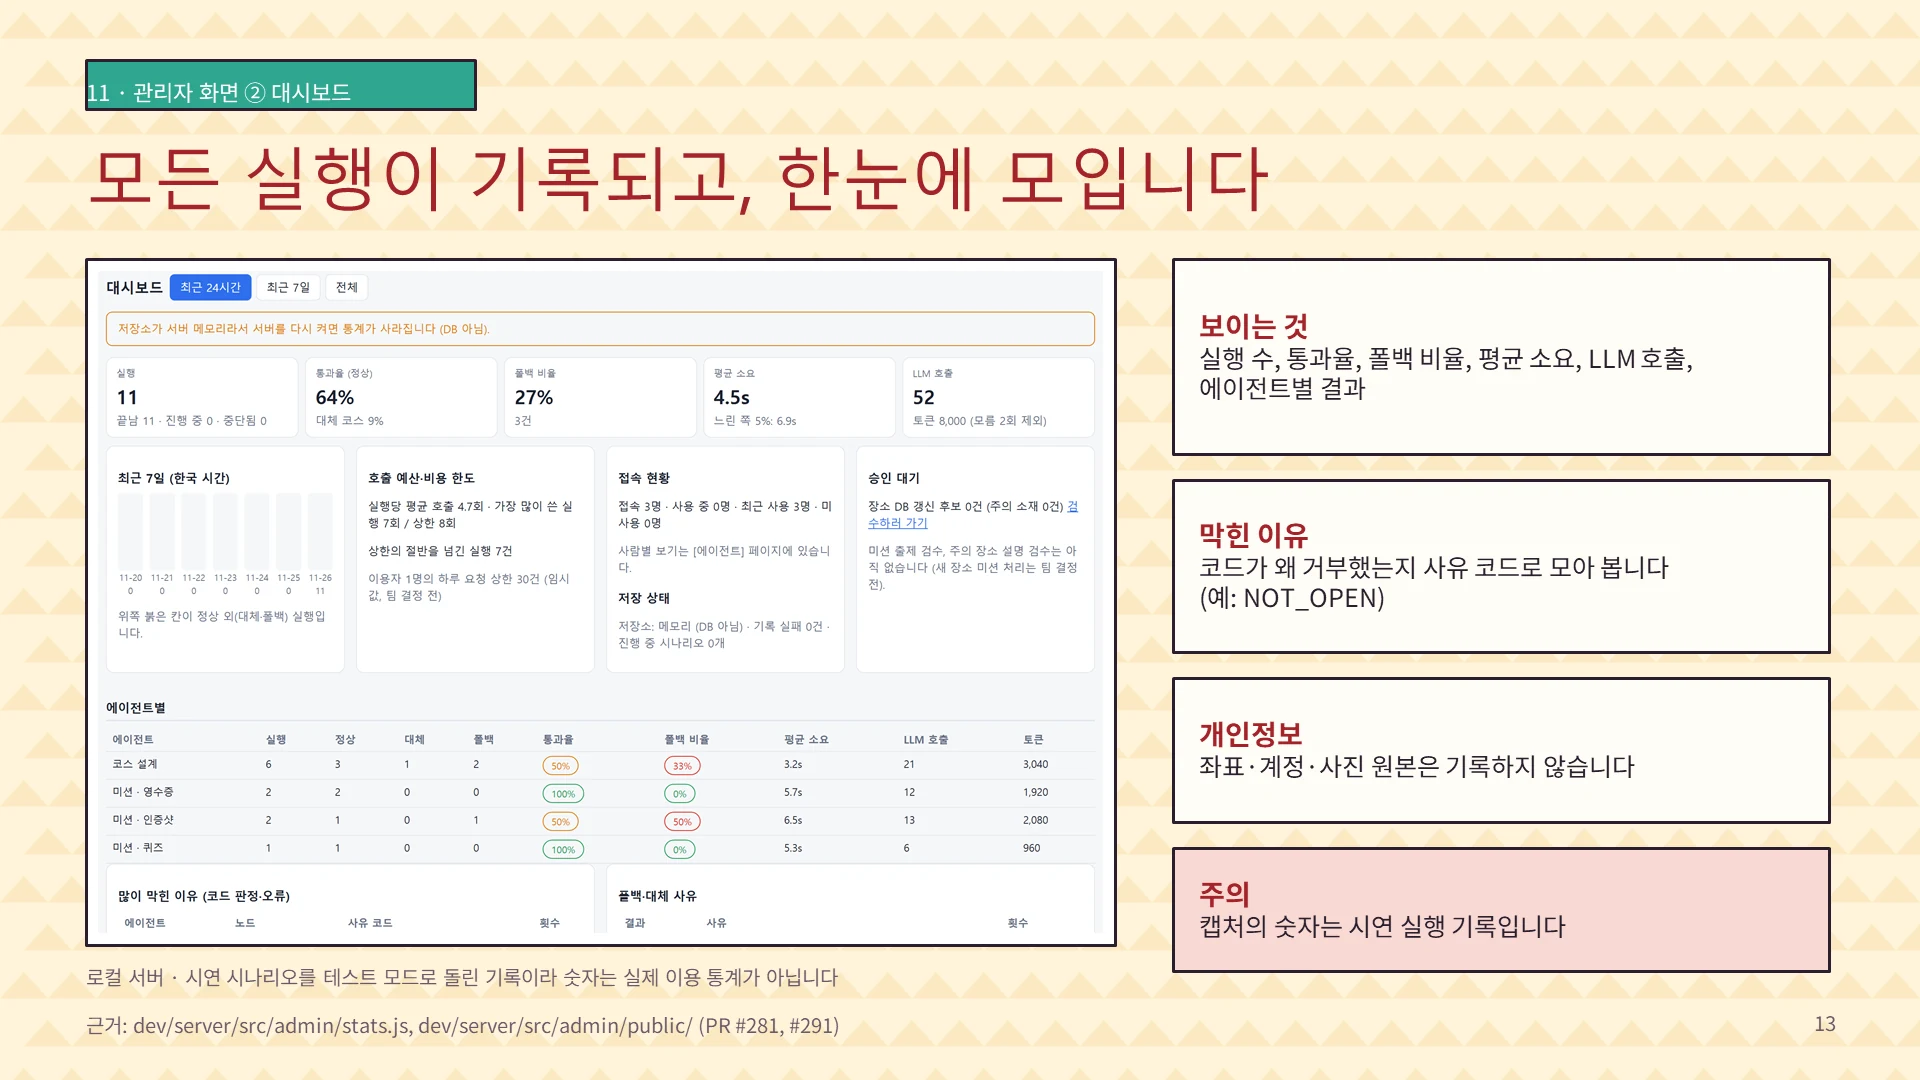 11 · 관리자 화면 ② 대시보드
모든 실행이 기록되고, 한눈에 모입니다
대시보드 최근 24시간 최근 7일 전체
저장소가 서버 메모리라서 서버를 다시 켜면 통계가 사라집니다 (DB 아님).
실행
11
끝남 11 · 진행 중 0 · 중단됨 0
통과율 (정상)
64%
대체 코스 9%
폴백 비율
27%
3건
평균 소요
4.5s
느린 쪽 5%: 6.9s
LLM 호출
52
토큰 8,000 (모름 2회 제외)
최근 7일 (한국 시간)
11-20 11-21 11-22 11-23 11-24 11-25 11-26
0 0 0 0 0 0 11
위쪽 붉은 칸이 정상 외(대체·폴백) 실행입
니다.
호출 예산·비용 한도
실행당 평균 호출 4.7회 · 가장 많이 쓴 실
행 7회 / 상한 8회
상한의 절반을 넘긴 실행 7건
이용자 1명의 하루 요청 상한 30건 (임시
값, 팀 결정 전)
접속 현황
접속 3명 · 사용 중 0명 · 최근 사용 3명 · 미
사용 0명
사람별 보기는 [에이전트] 페이지에 있습니
다.
저장 상태
저장소: 메모리 (DB 아님) · 기록 실패 0건 ·
진행 중 시나리오 0개
승인 대기
장소 DB 갱신 후보 0건 (주의 소재 0건) 검
수하러 가기
미션 출제 검수, 주의 장소 설명 검수는 아
직 없습니다 (새 장소 미션 처리는 팀 결정
전).
에이전트별
에이전트 실행 정상 대체 폴백 통과율 폴백 비율 평균 소요 LLM 호출 토큰
코스 설계 6 3 1 2 50% 33% 3.2s 21 3,040
미션 · 영수증 2 2 0 0 100% 0% 5.7s 12 1,920
미션 · 인증샷 2 1 0 1 50% 50% 6.5s 13 2,080
미션 · 퀴즈 1 1 0 0 100% 0% 5.3s 6 960
많이 막힌 이유 (코드 판정·오류)
에이전트 노드 사유 코드 횟수
폴백·대체 사유
결과 사유 횟수
보이는 것
실행 수, 통과율, 폴백 비율, 평균 소요, LLM 호출,
에이전트별 결과
막힌 이유
코드가 왜 거부했는지 사유 코드로 모아 봅니다
(예: NOT_OPEN)
개인정보
좌표·계정·사진 원본은 기록하지 않습니다
주의
캡처의 숫자는 시연 실행 기록입니다
로컬 서버 · 시연 시나리오를 테스트 모드로 돌린 기록이라 숫자는 실제 이용 통계가 아닙니다
근거: dev/server/src/admin/stats.js, dev/server/src/admin/public/ (PR #281, #291)
13